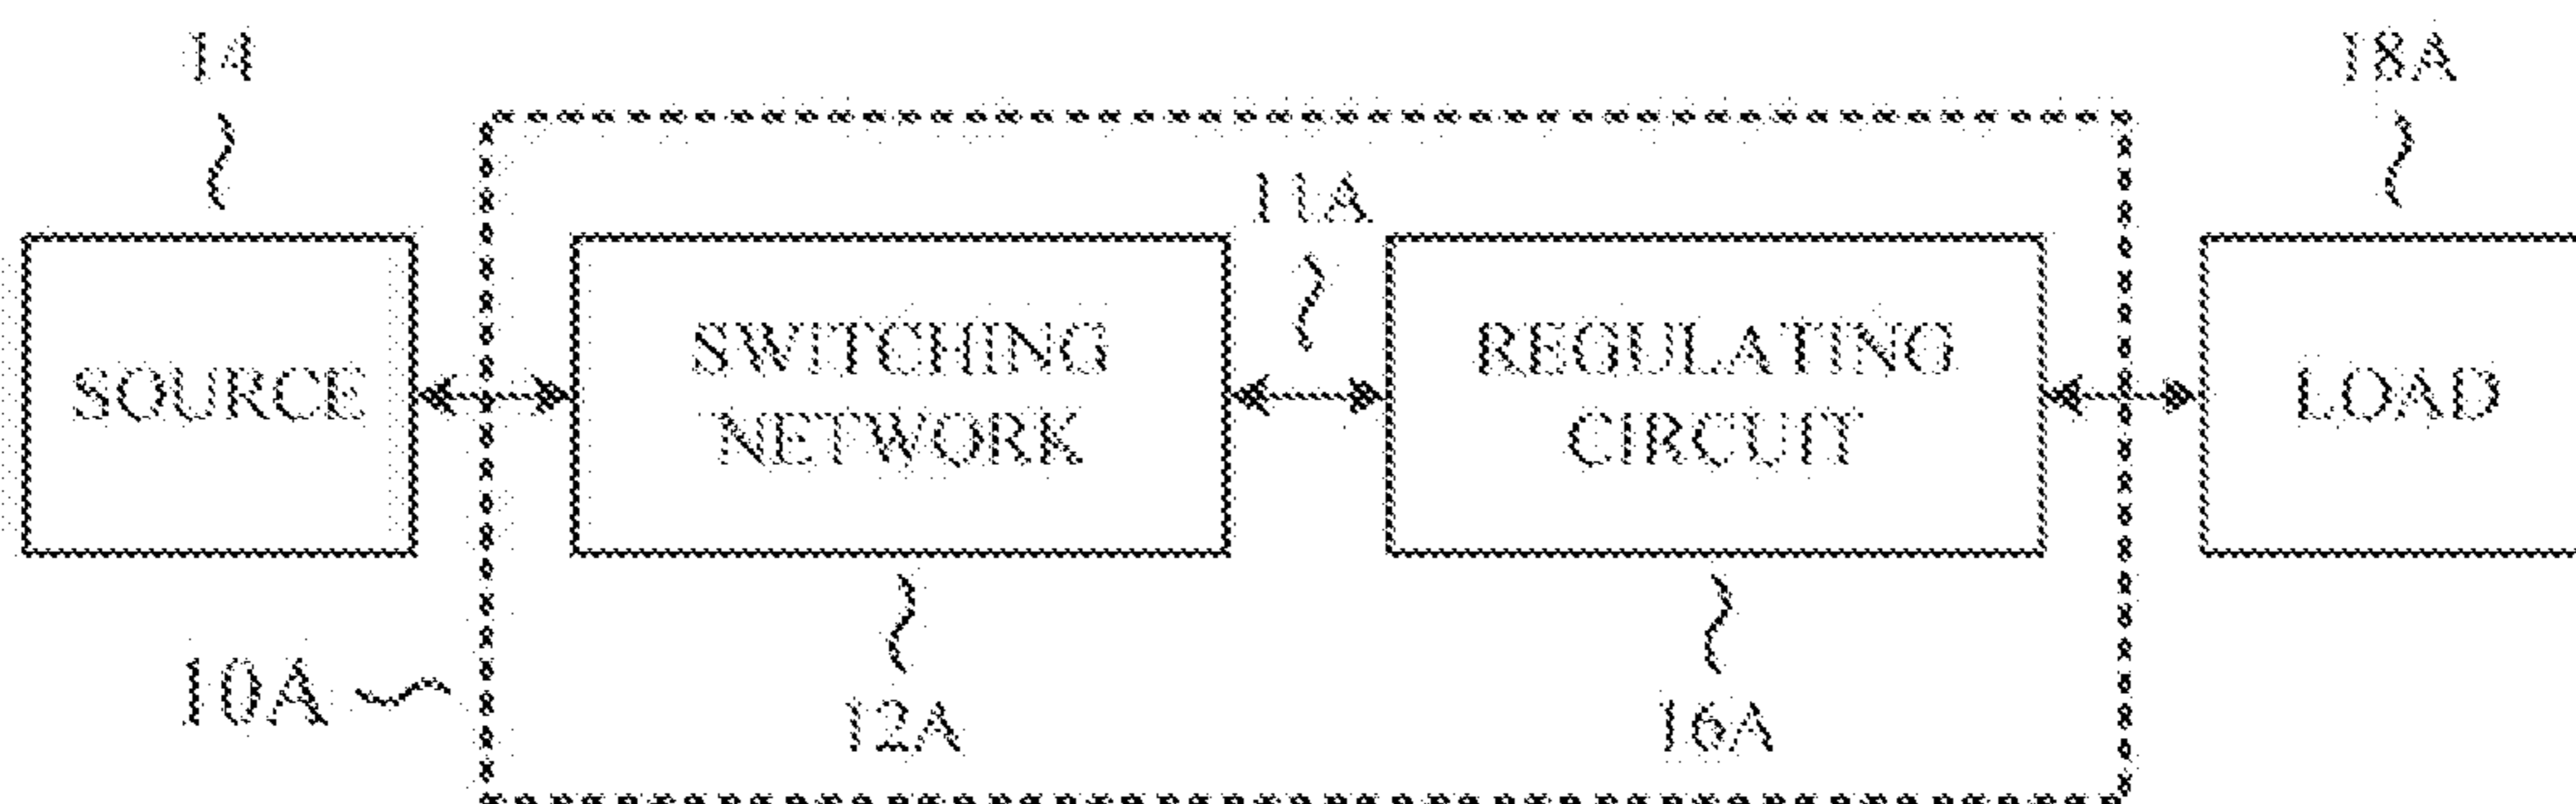 14
18A
11A
SOURCE
SWITCHING
NETWORK
REGULATING
CIRCUIT
LOAD
10A
12A
16A